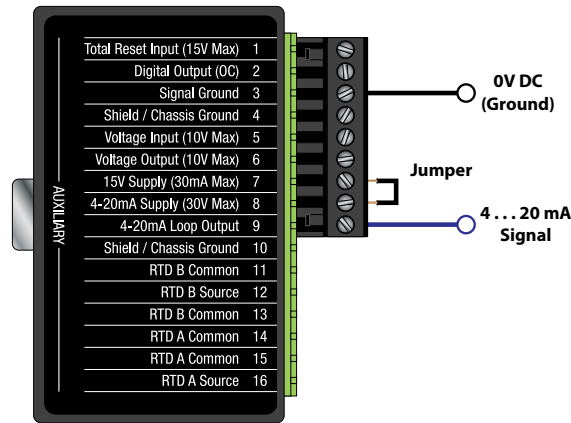 Total Reset Input (15V Max) 1
Digital Output (OC) 2
Signal Ground 3
Shield / Chassis Ground 4
Voltage Input (10V Max) 5
Voltage Output (10V Max) 6
15V Supply (30mA Max) 7
4-20mA Supply (30V Max) 8
4-20mA Loop Output 9
Shield / Chassis Ground 10
RTD B Common 11
RTD B Source 12
RTD B Common 13
RTD A Common 14
RTD A Common 15
RTD A Source 16
AUXILIARY
0V DC
(Ground)
Jumper
4 . . . 20 mA
Signal